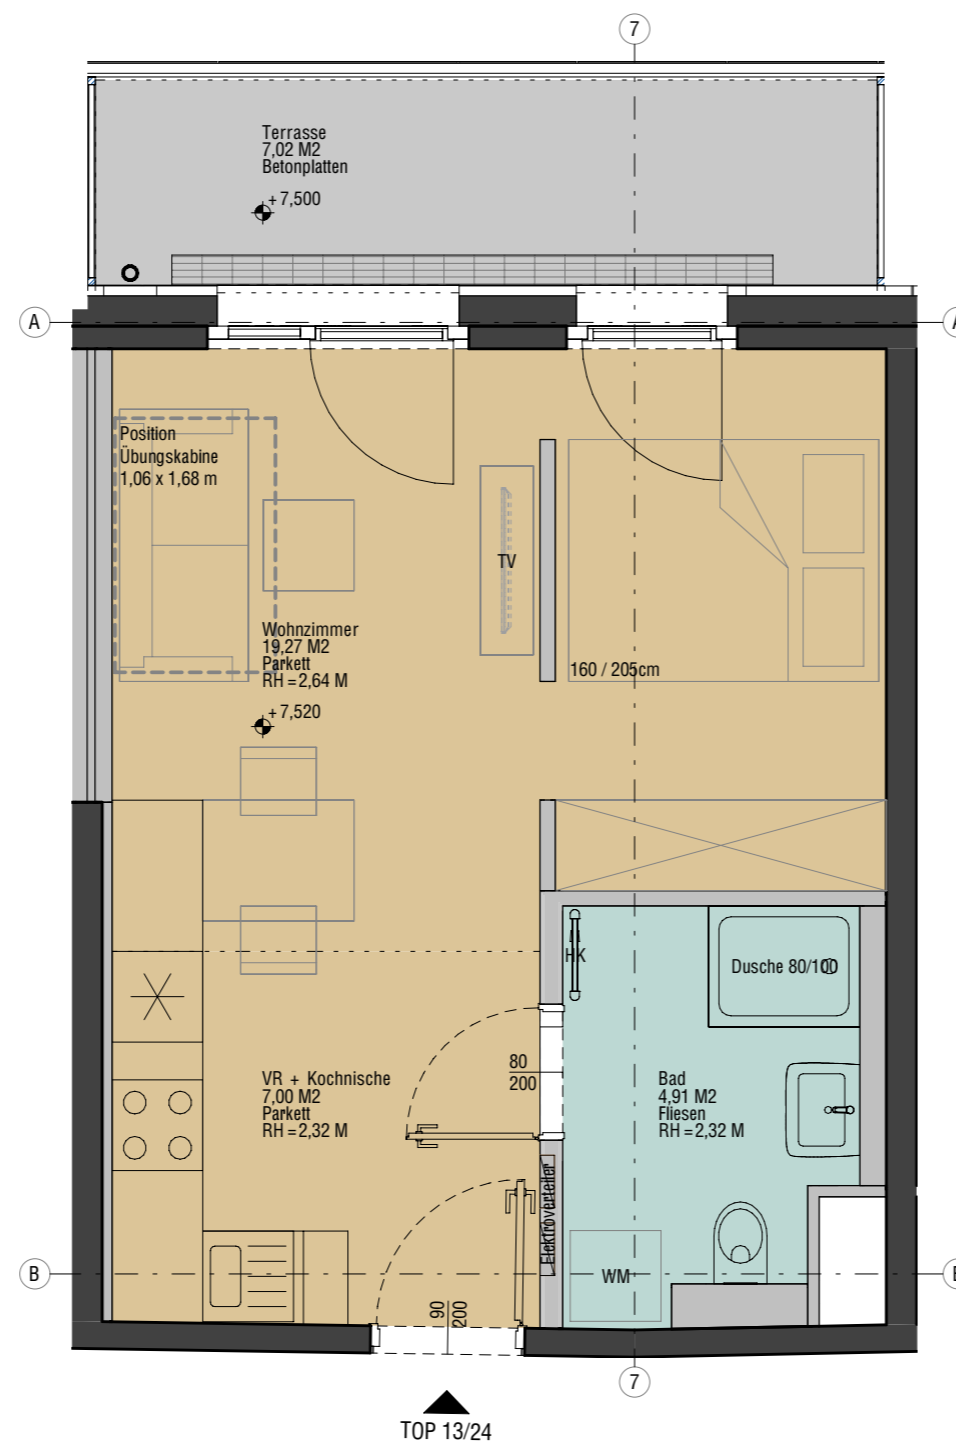 7
Terrasse
7,02 M2
Betonplatten
+7,500
A
A
Position
Übungskabine
1,06 x 1,68 m
TV
Wohnzimmer
19,27 M2
Parkett
RH =2,64 M
160 / 205cm
+7,520
HK
Dusche 80/100
80
200
VR + Kochnische
7,00 M2
Parkett
RH =2,32 M
Bad
4,91 M2
Fliesen
RH =2,32 M
Elektroverteiler
WM
B
B
90
200
7
TOP 13/24